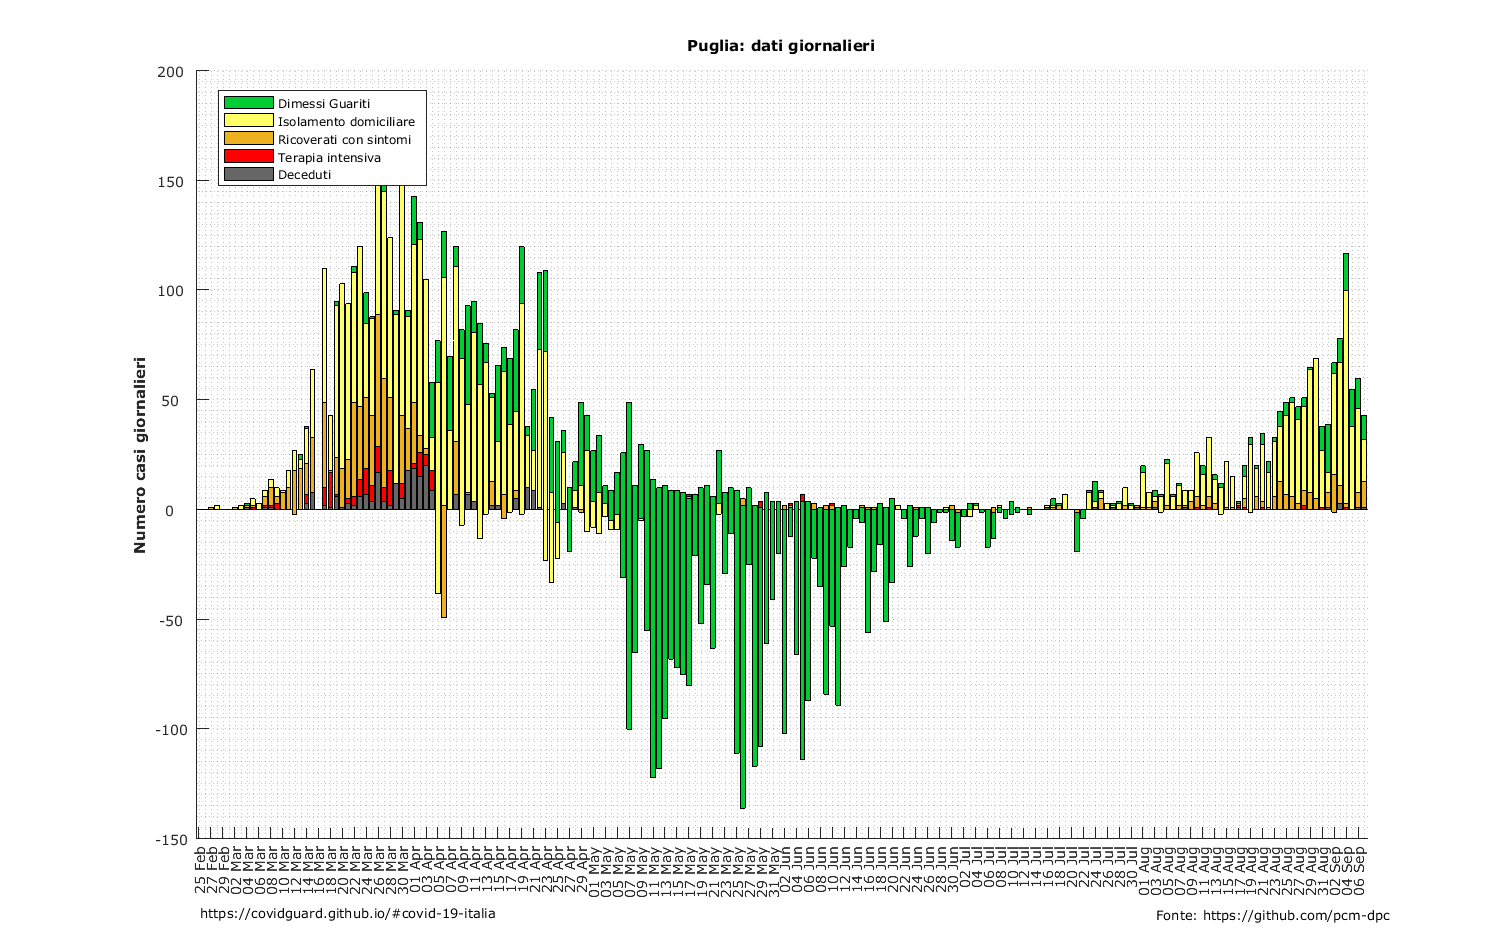 Puglia: dati giornalieri
200
150
100
50
0
-50
-100
-150
Numero casi giornalieri
Dimessi Guariti
Isolamento domiciliare
Ricoverati con sintomi
Terapia intensiva
Deceduti
25 Feb
27 Feb
29 Feb
02 Mar
04 Mar
06 Mar
08 Mar
10 Mar
12 Mar
14 Mar
16 Mar
18 Mar
20 Mar
22 Mar
24 Mar
26 Mar
28 Mar
30 Mar
01 Apr
03 Apr
05 Apr
07 Apr
09 Apr
11 Apr
13 Apr
15 Apr
17 Apr
19 Apr
21 Apr
23 Apr
25 Apr
27 Apr
29 Apr
01 May
03 May
05 May
07 May
09 May
11 May
13 May
15 May
17 May
19 May
21 May
23 May
25 May
27 May
29 May
31 May
02 Jun
04 Jun
06 Jun
08 Jun
10 Jun
12 Jun
14 Jun
16 Jun
18 Jun
20 Jun
22 Jun
24 Jun
26 Jun
28 Jun
30 Jun
02 Jul
04 Jul
06 Jul
08 Jul
10 Jul
12 Jul
14 Jul
16 Jul
18 Jul
20 Jul
22 Jul
24 Jul
26 Jul
28 Jul
30 Jul
01 Aug
03 Aug
05 Aug
07 Aug
09 Aug
11 Aug
13 Aug
15 Aug
17 Aug
19 Aug
21 Aug
23 Aug
25 Aug
27 Aug
29 Aug
31 Aug
02 Sep
04 Sep
06 Sep
https://covidguard.github.io/#covid-19-italia
Fonte: https://github.com/pcm-dpc